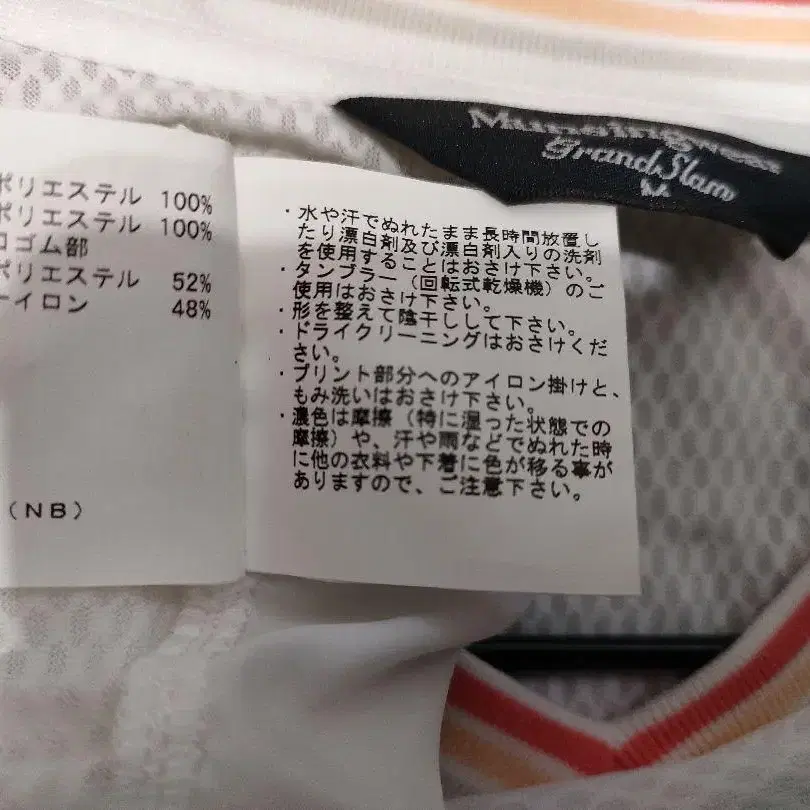 Munsingwear
Grand Slam
M
ポリエステル 100%
ポリエステル 100%
ゴム部
ポリエステル 52%
ナイロン 48%
(NB)
・水や汗でぬれたまま長時間放置し
たり漂白剤及び漂白剤入りの洗剤
を使用することはおさけ下さい。
・タンブラー(回転式乾燥機)のご
使用はおさけ下さい。
・形を整えて陰干しして下さい。
・ドライクリーニングはおさけくだ
さい。
・プリント部分へのアイロン掛けと、
もみ洗いはおさけ下さい。
・濃色は摩擦(特に湿った状態での
摩擦)や、汗や雨などでぬれた時
に他の衣料や下着に色が移る事が
ありますので、ご注意下さい。